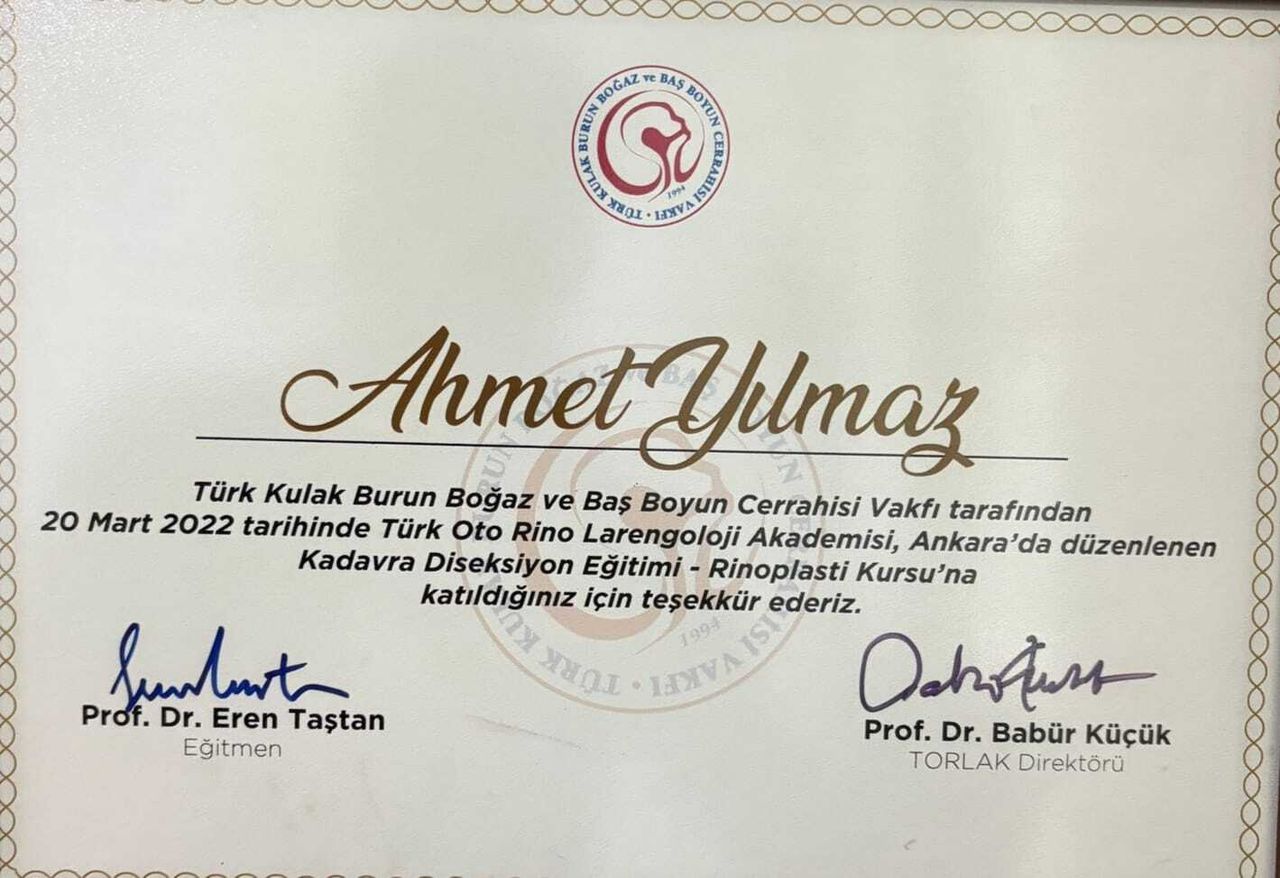 TÜRK KULAK BURUN BOĞAZ ve BAŞ BOYUN CERRAHİSİ VAKFI
1994
Ahmet Yılmaz
Türk Kulak Burun Boğaz ve Baş Boyun Cerrahisi Vakfı tarafından
20 Mart 2022 tarihinde Türk Oto Rino Larengoloji Akademisi, Ankara’da düzenlenen
Kadavra Diseksiyon Eğitimi - Rinoplasti Kursu’na
katıldığınız için teşekkür ederiz.
Prof. Dr. Eren Taştan
Eğitmen
Prof. Dr. Babür Küçük
TORLAK Direktörü